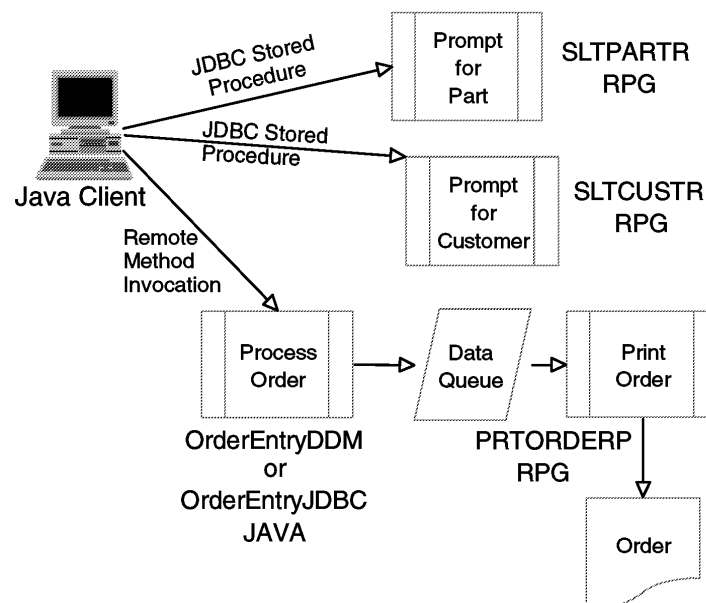 JDBC Stored
Procedure
Prompt
for
Part
SLTPARTR
RPG
Java Client
JDBC Stored
Procedure
Prompt
for
Customer
SLTCUSTR
RPG
Remote
Method
Invocation
Process
Order
Data
Queue
Print
Order
OrderEntryDDM
or
OrderEntryJDBC
JAVA
PRTORDERP
RPG
Order